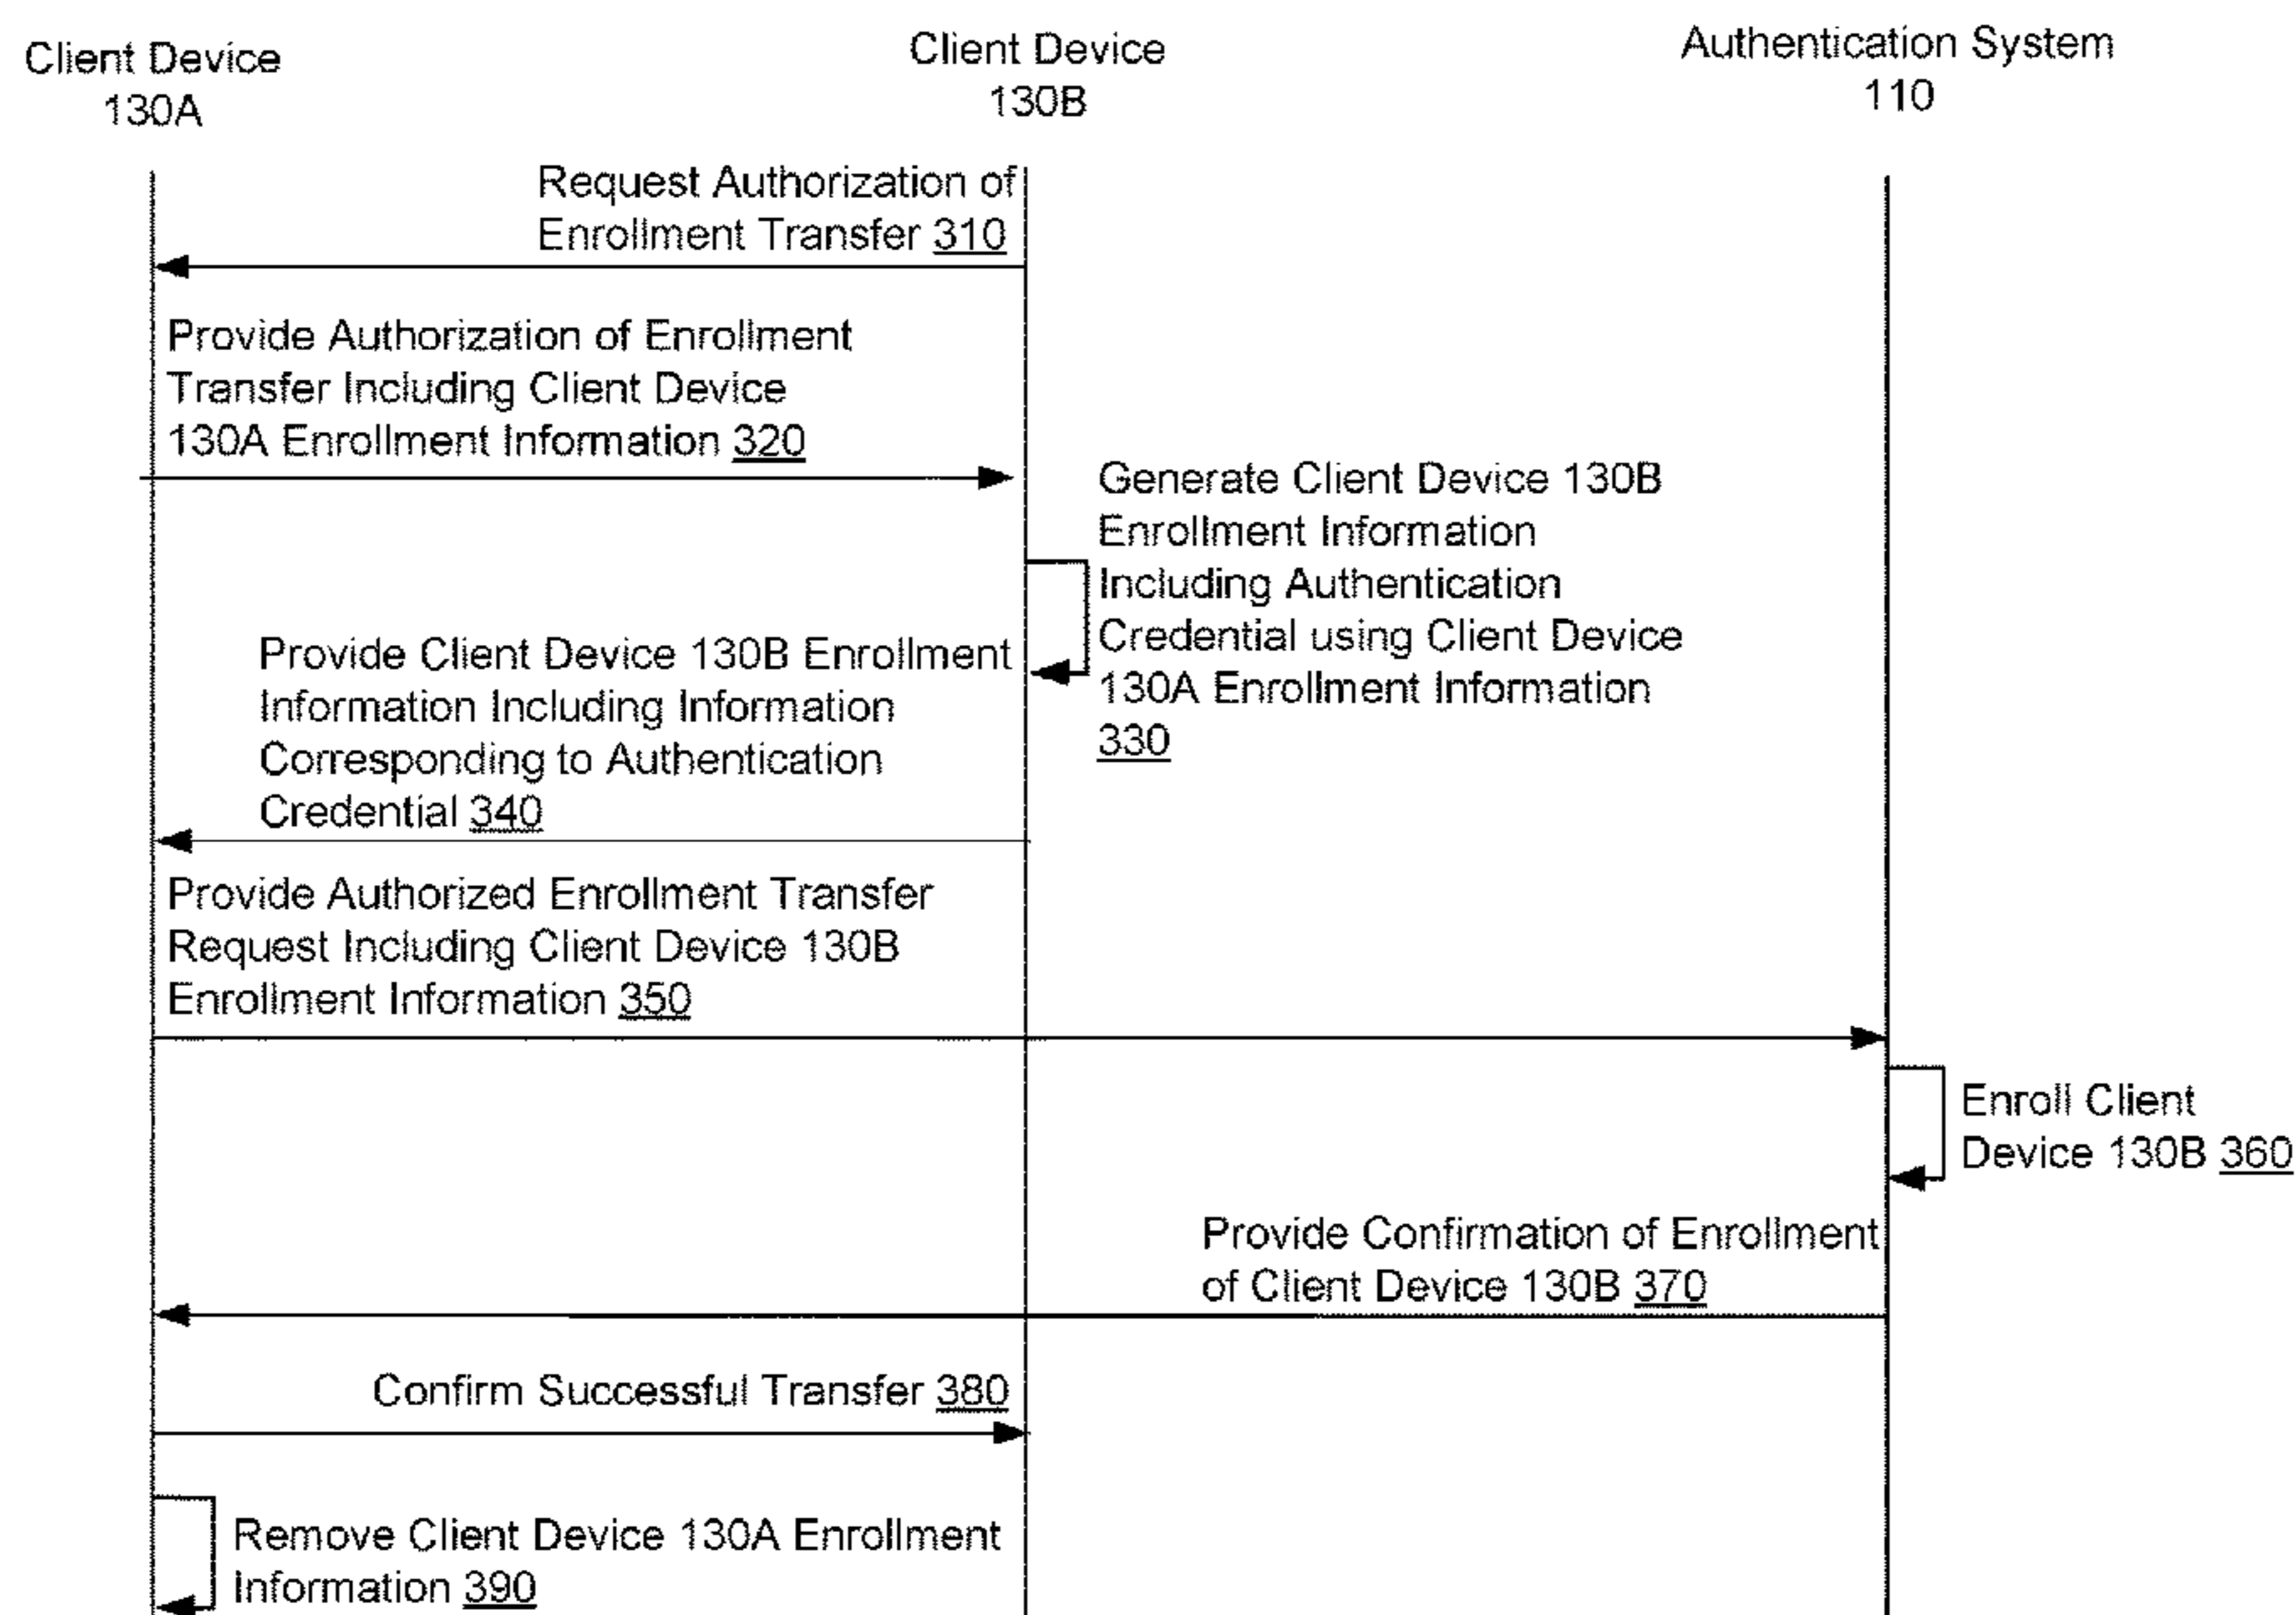 Client Device
130A
Client Device
130B
Authentication System
110
Request Authorization of
Enrollment Transfer 310
Provide Authorization of Enrollment
Transfer Including Client Device
130A Enrollment Information 320
Generate Client Device 130B
Enrollment Information
Including Authentication
Credential using Client Device
130A Enrollment Information
330
Provide Client Device 130B Enrollment
Information Including Information
Corresponding to Authentication
Credential 340
Provide Authorized Enrollment Transfer
Request Including Client Device 130B
Enrollment Information 350
Enroll Client
Device 130B 360
Provide Confirmation of Enrollment
of Client Device 130B 370
Confirm Successful Transfer 380
Remove Client Device 130A Enrollment
Information 390